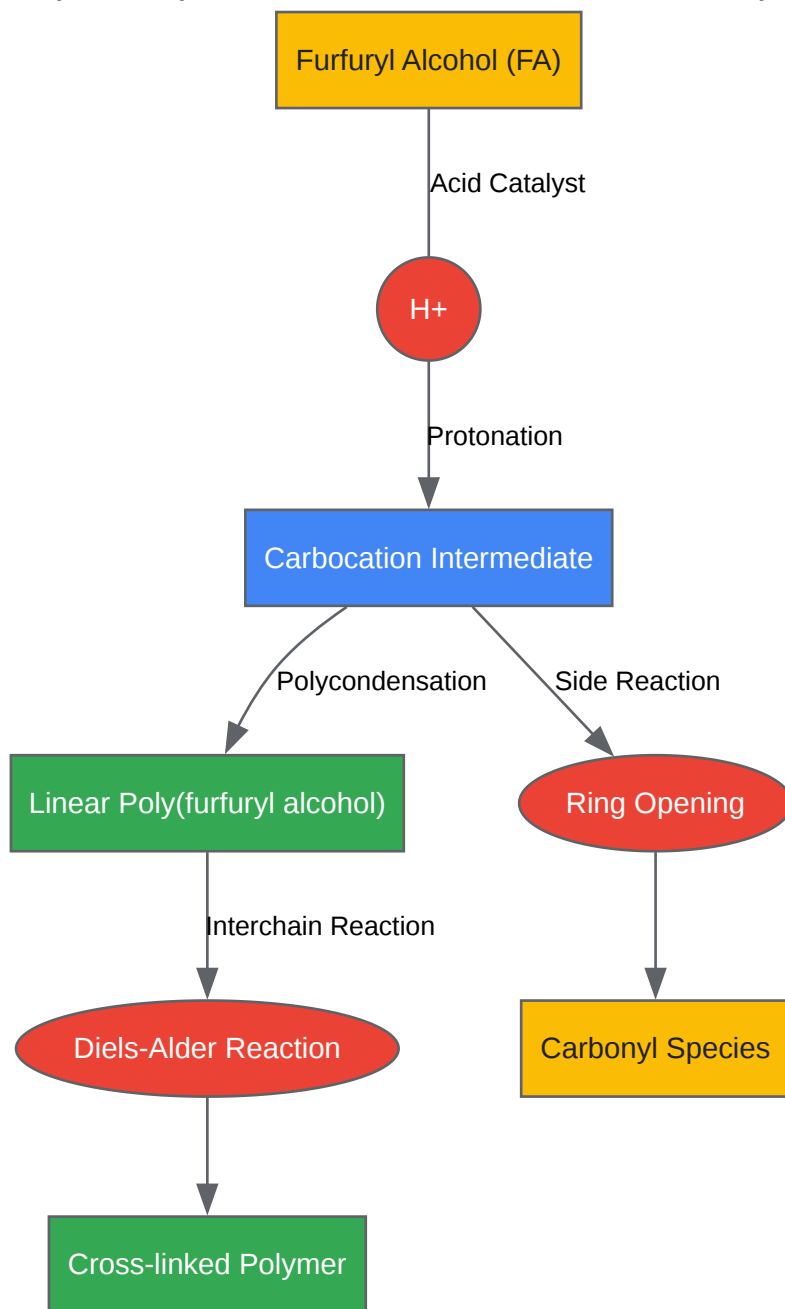 Furfuryl Alcohol (FA)
Acid Catalyst
H+
Protonation
Carbocation Intermediate
Polycondensation
Side Reaction
Linear Poly(furfuryl alcohol)
Ring Opening
Interchain Reaction
Diels-Alder Reaction
Carbonyl Species
Cross-linked Polymer